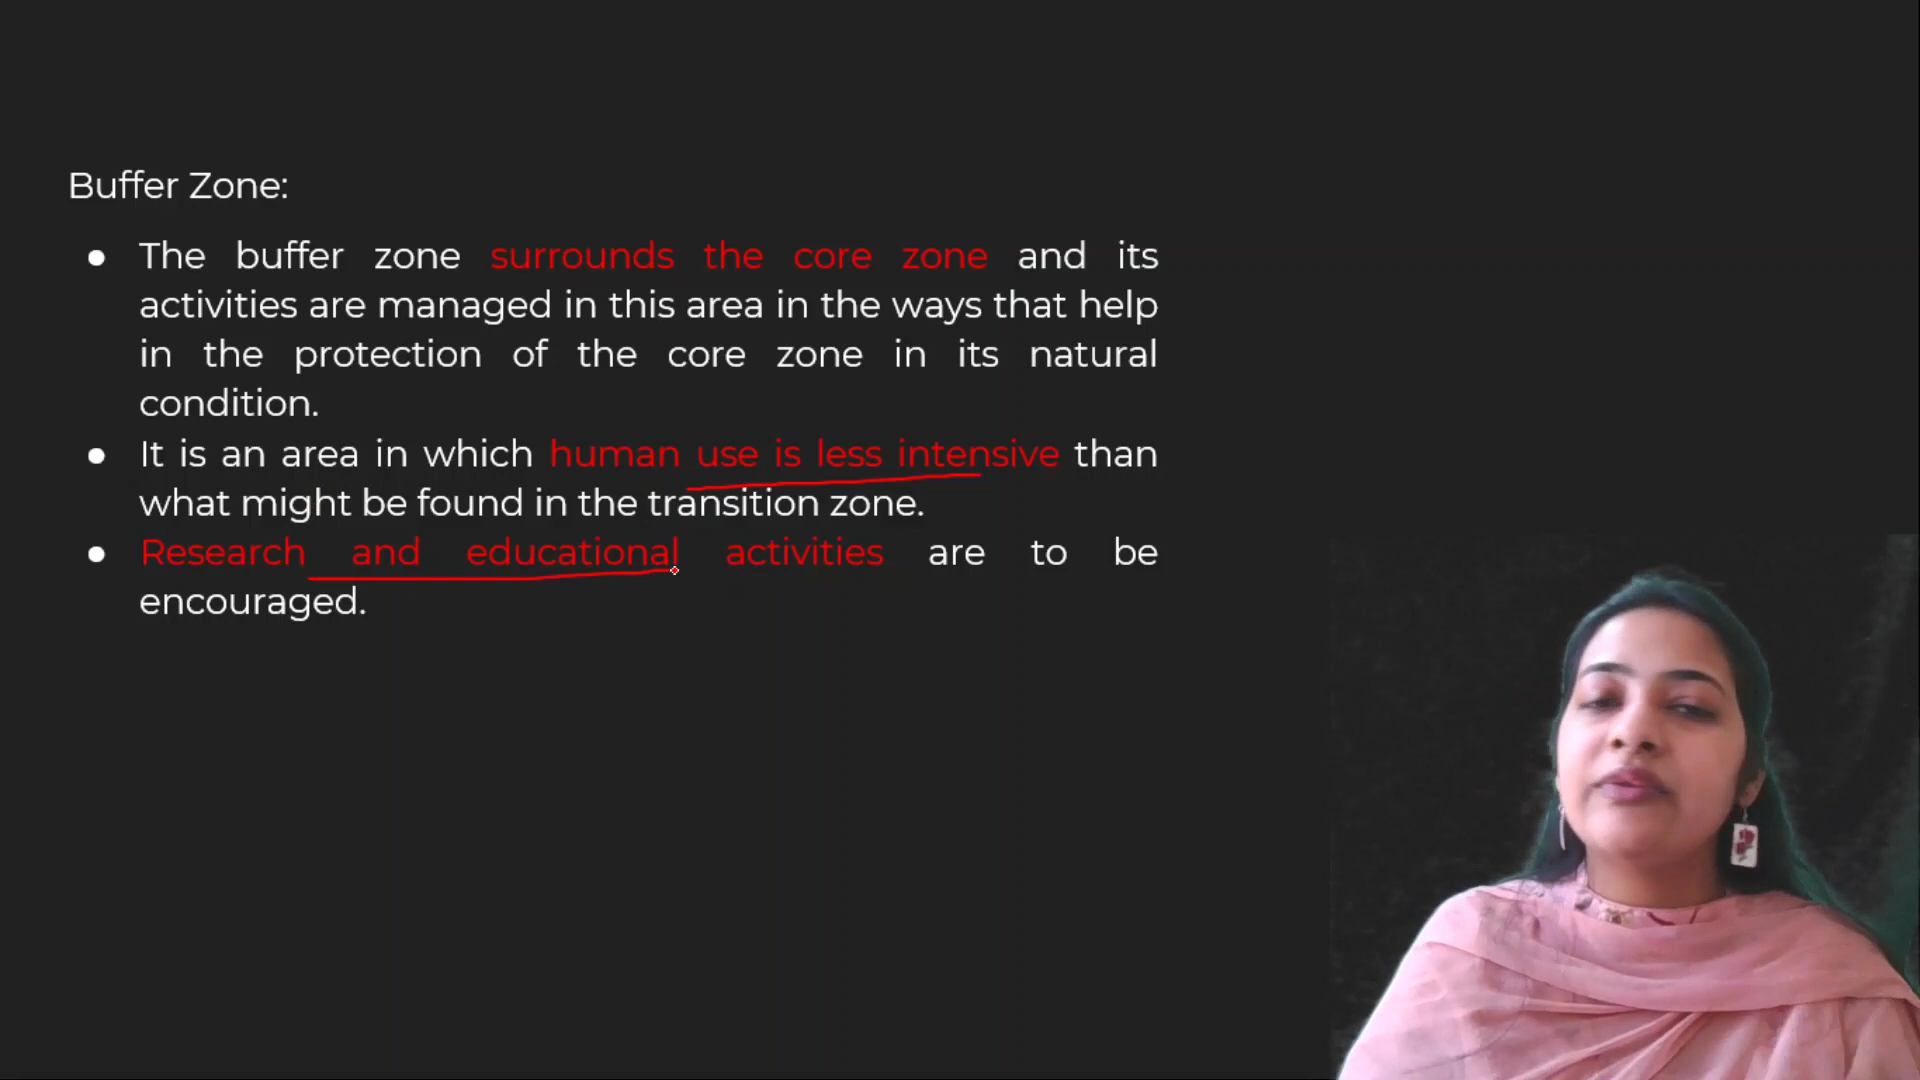 Buffer Zone:
● The buffer zone surrounds the core zone and its
activities are managed in this area in the ways that help
in the protection of the core zone in its natural
condition.
● It is an area in which human use is less intensive than
what might be found in the transition zone.
● Research and educational activities are to be
encouraged.